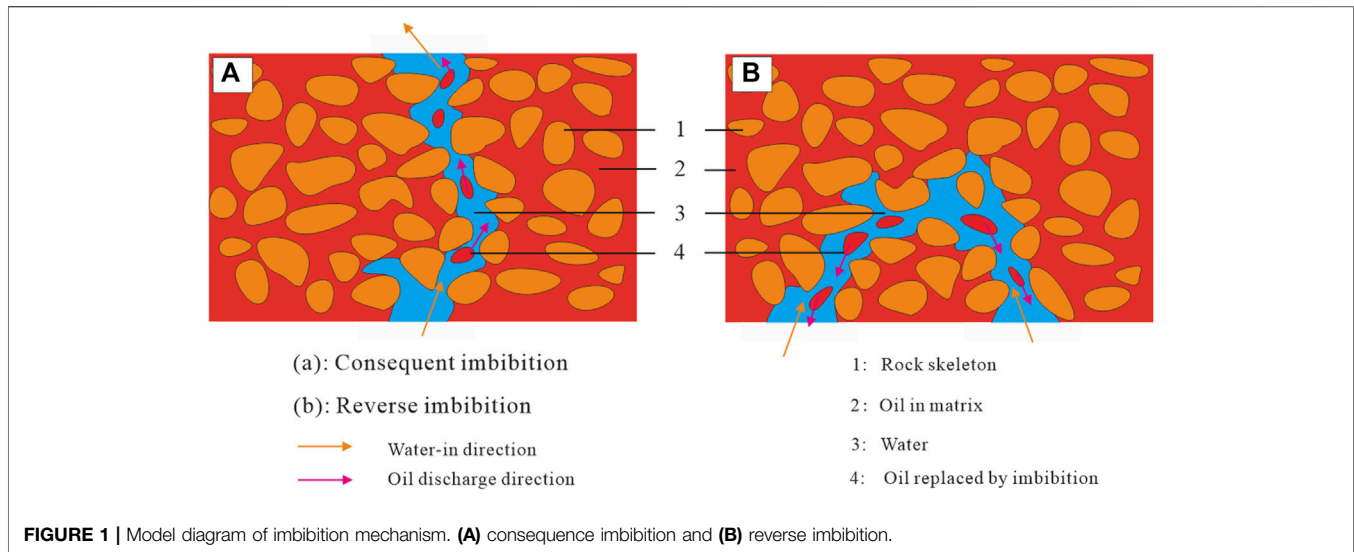 A
B
1
2
3
4
(a): Consequent imbibition
(b): Reverse imbibition
Water-in direction
Oil discharge direction
1: Rock skeleton
2: Oil in matrix
3: Water
4: Oil replaced by imbibition
FIGURE 1 | Model diagram of imbibition mechanism. (A) consequence imbibition and (B) reverse imbibition.